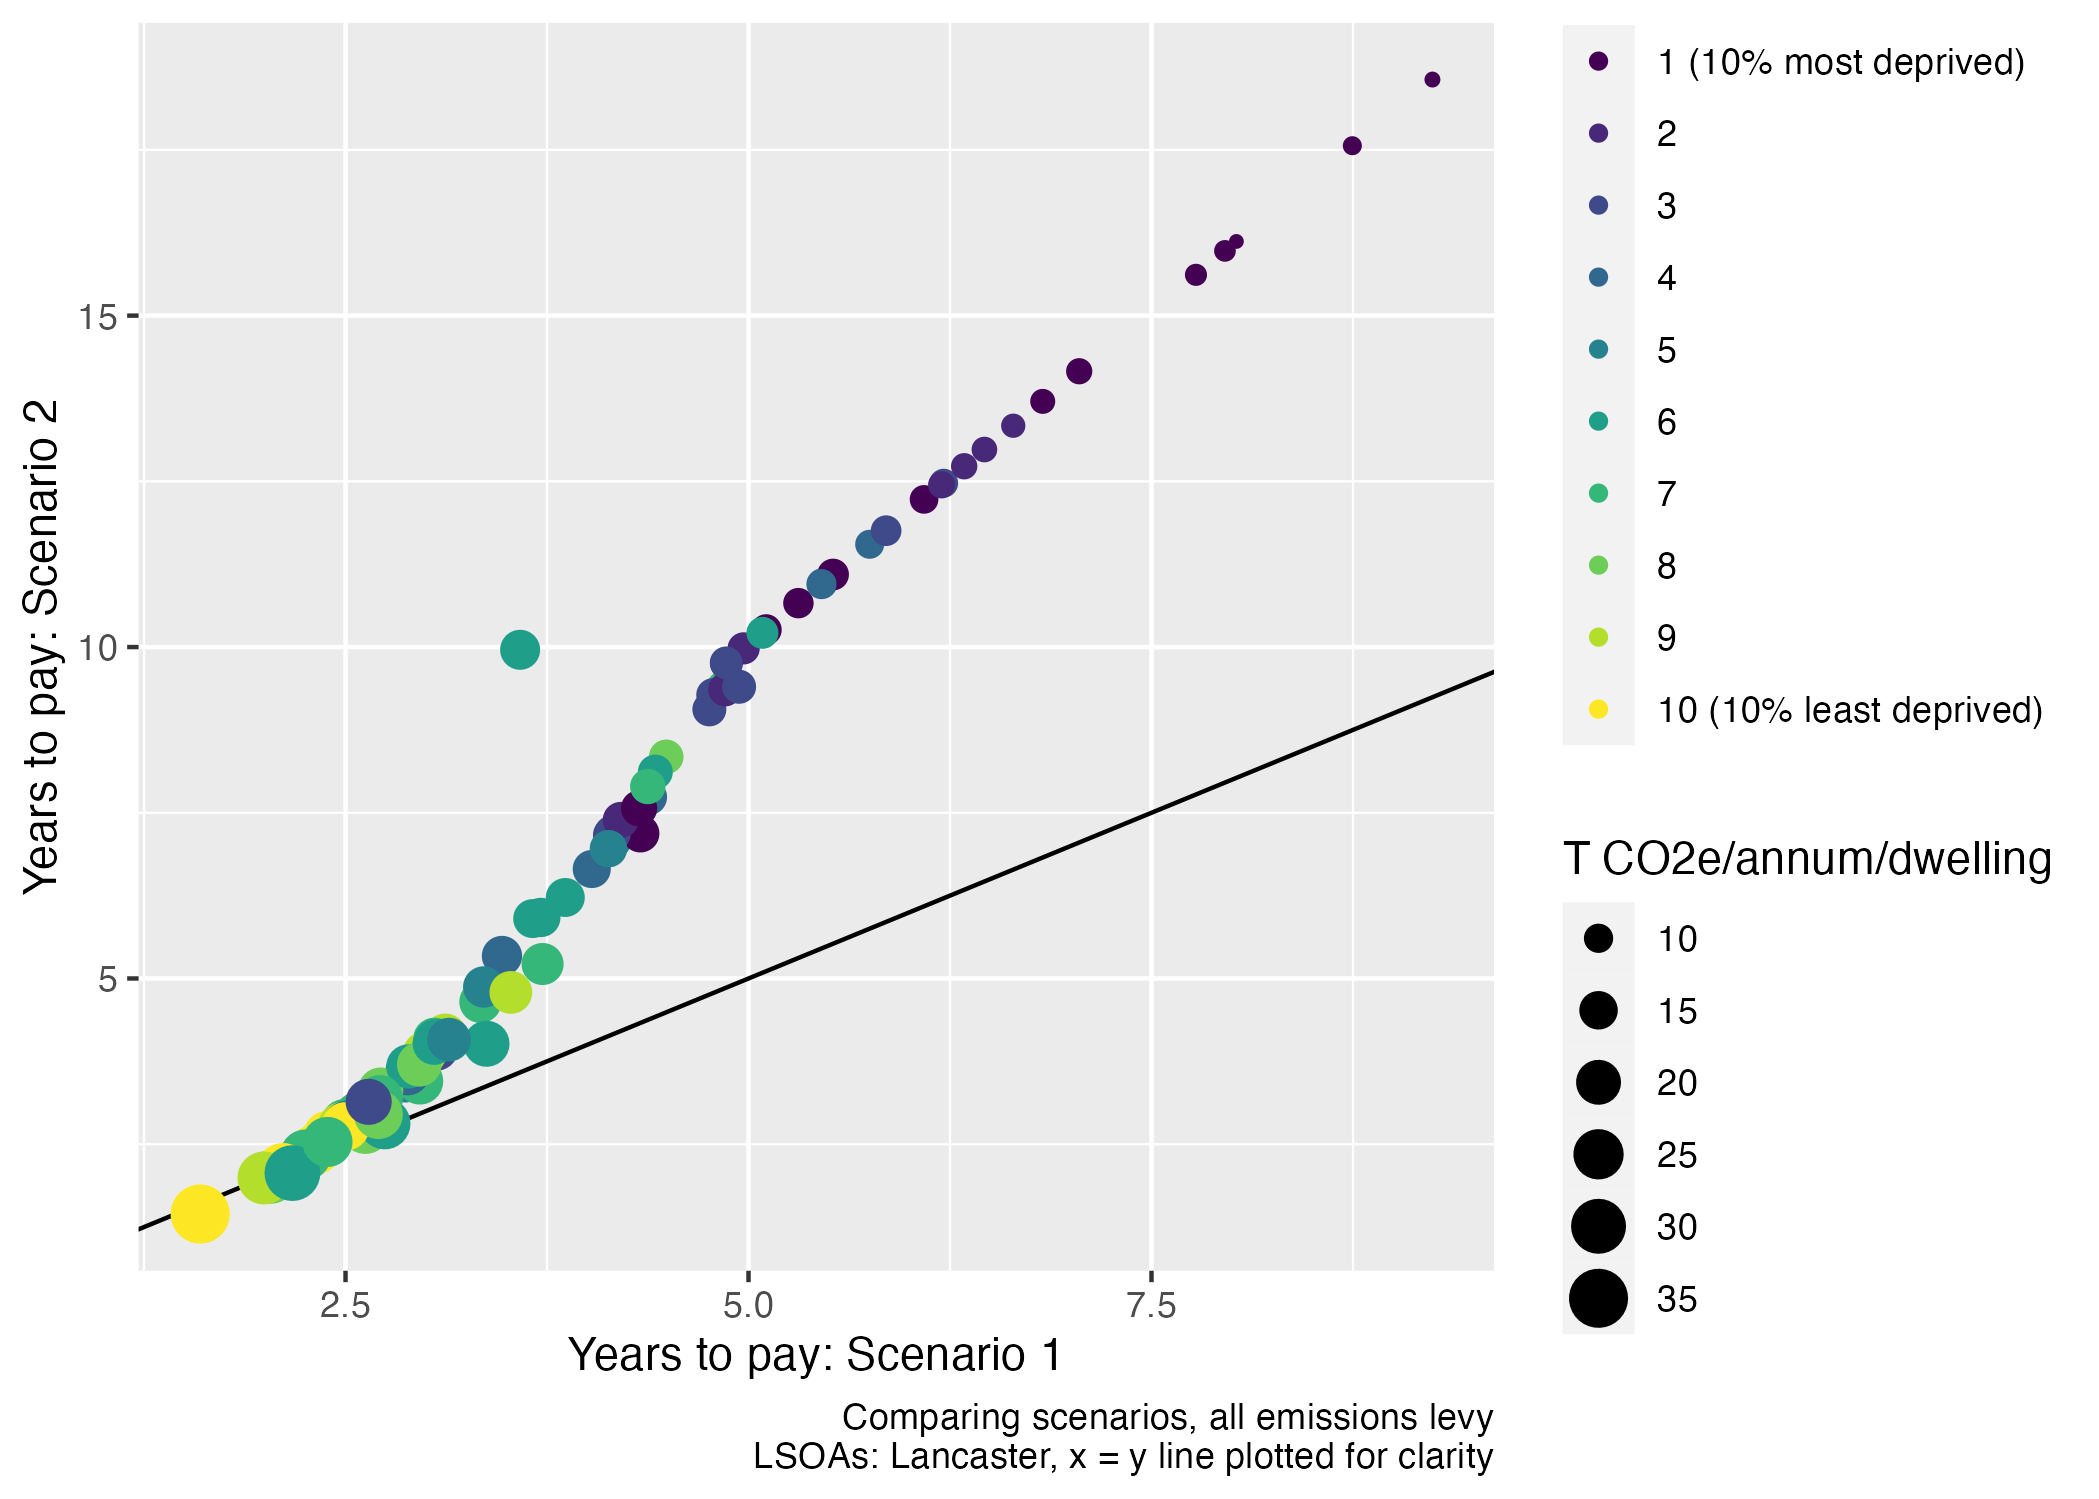 Years to pay: Scenario 2
15
10
5
2.5
5.0
7.5
Years to pay: Scenario 1
Comparing scenarios, all emissions levy
LSOAs: Lancaster, x = y line plotted for clarity
1 (10% most deprived)
2
3
4
5
6
7
8
9
10 (10% least deprived)
T CO2e/annum/dwelling
10
15
20
25
30
35